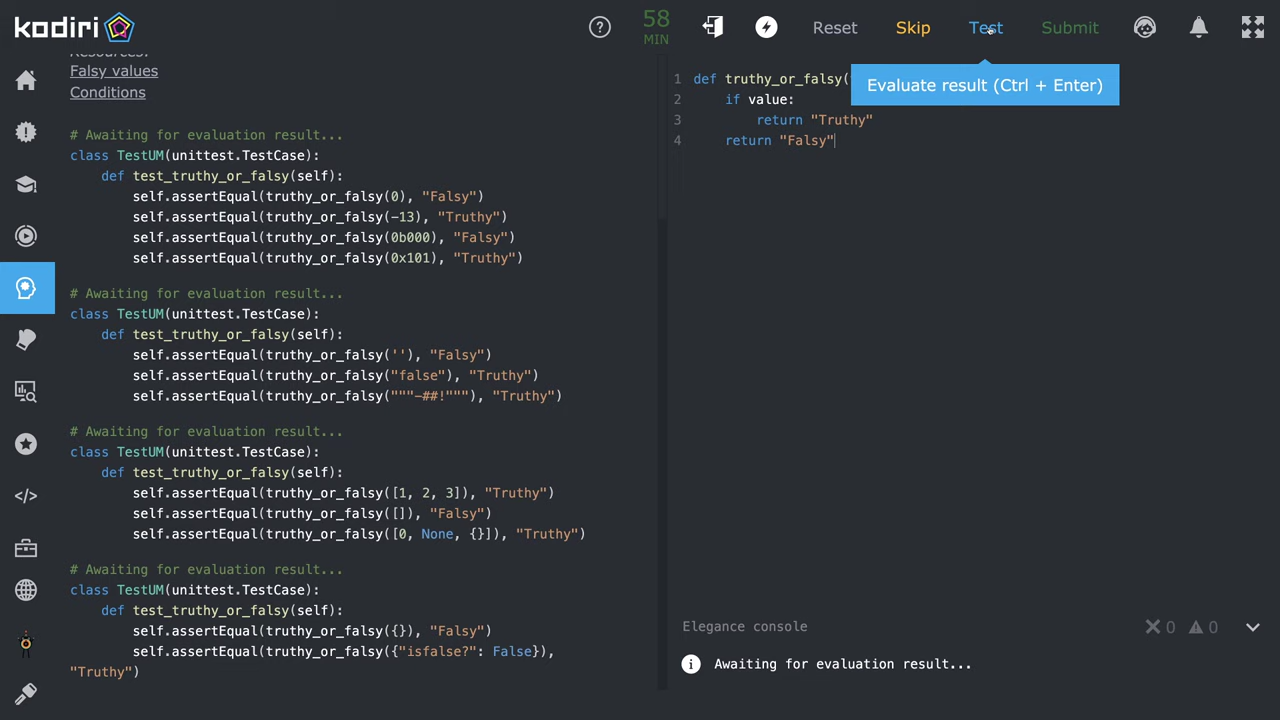 kodiri
58
MIN
Reset
Skip
Test
Submit
Evaluate result (Ctrl + Enter)
Resources:
Falsy values
Conditions
# Awaiting for evaluation result...
class TestUM(unittest.TestCase):
def test_truthy_or_falsy(self):
self.assertEqual(truthy_or_falsy(0), "Falsy")
self.assertEqual(truthy_or_falsy(-13), "Truthy")
self.assertEqual(truthy_or_falsy(0b000), "Falsy")
self.assertEqual(truthy_or_falsy(0x101), "Truthy")
# Awaiting for evaluation result...
class TestUM(unittest.TestCase):
def test_truthy_or_falsy(self):
self.assertEqual(truthy_or_falsy(''), "Falsy")
self.assertEqual(truthy_or_falsy("false"), "Truthy")
self.assertEqual(truthy_or_falsy("""-##!"""), "Truthy")
# Awaiting for evaluation result...
class TestUM(unittest.TestCase):
def test_truthy_or_falsy(self):
self.assertEqual(truthy_or_falsy([1, 2, 3]), "Truthy")
self.assertEqual(truthy_or_falsy([]), "Falsy")
self.assertEqual(truthy_or_falsy([0, None, {}]), "Truthy")
# Awaiting for evaluation result...
class TestUM(unittest.TestCase):
def test_truthy_or_falsy(self):
self.assertEqual(truthy_or_falsy({}), "Falsy")
self.assertEqual(truthy_or_falsy({"isfalse?": False}),
"Truthy")
1 def truthy_or_falsy(
2 if value:
3 return "Truthy"
4 return "Falsy"
Elegance console
0
0
Awaiting for evaluation result...